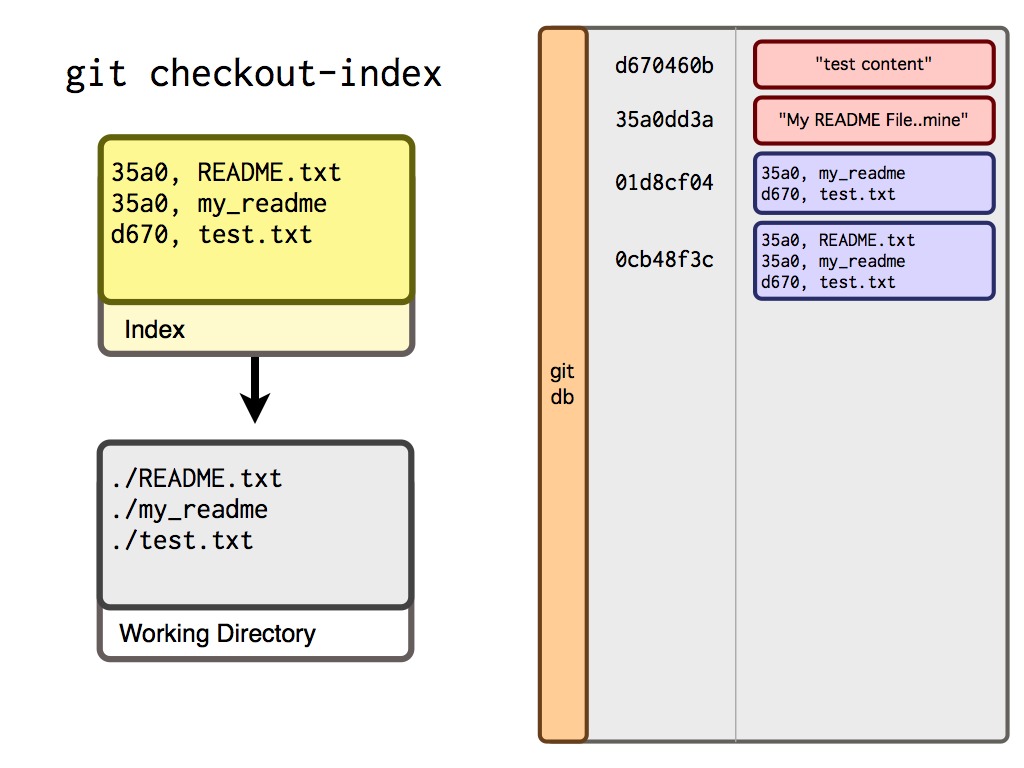 git checkout-index
35a0, README.txt
35a0, my_readme
d670, test.txt
Index
./README.txt
./my_readme
./test.txt
Working Directory
git
db
d670460b
"test content"
35a0dd3a
"My README File..mine"
01d8cf04
35a0, my_readme
d670, test.txt
0cb48f3c
35a0, README.txt
35a0, my_readme
d670, test.txt